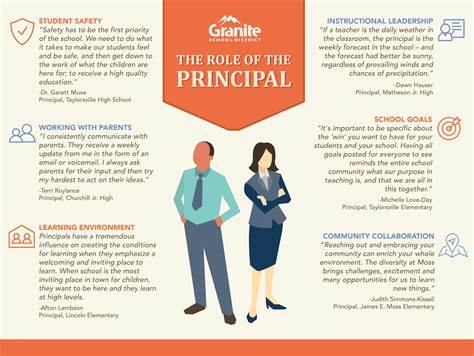 Granite
SCHOOL DISTRICT
THE ROLE OF THE
PRINCIPAL
STUDENT SAFETY
"Safety has to be the first priority
of the school. We need to do what
it takes to make our students feel
and be safe, and then get down to
the work of what the children are
here for; to receive a high quality
education."
-Dr. Garett Muse
Principal, Taylorsville High School
WORKING WITH PARENTS
"I consistently communicate with
parents. They receive a weekly
update from me in the form of an
email or voicemail. I always ask
parents for their input and then try
my hardest to act on their ideas."
-Terri Roylance
Principal, Churchill Jr. High
LEARNING ENVIRONMENT
Principals have a tremendous
influence on creating the conditions
for learning when they emphasize a
welcoming and inviting place to
learn. When school is the most
inviting place in town for children,
they want to be there and they learn
at high levels.
-Afton Lambson
Principal, Lincoln Elementary
INSTRUCTIONAL LEADERSHIP
"If a teacher is the daily weather in
the classroom, the principal is the
weekly forecast in the school – and
the forecast had better be sunny,
regardless of prevailing winds and
chances of precipitation."
-Dawn Hauser
Principal, Matheson Jr. High
SCHOOL GOALS
"It's important to be specific about
the 'win' you want to have for your
students and your school. Having all
goals posted for everyone to see
reminds the entire school
community what our purpose in
teaching is, and that we are all in
this together."
-Michelle Love-Day
Principal, Taylorsville Elementary
COMMUNITY COLLABORATION
"Reaching out and embracing your
community can enrich your whole
environment. The diversity at Moss
brings challenges, excitement and
many opportunities for us to learn
new things."
-Judith Simmons-Kissell
Principal, James E. Moss Elementary